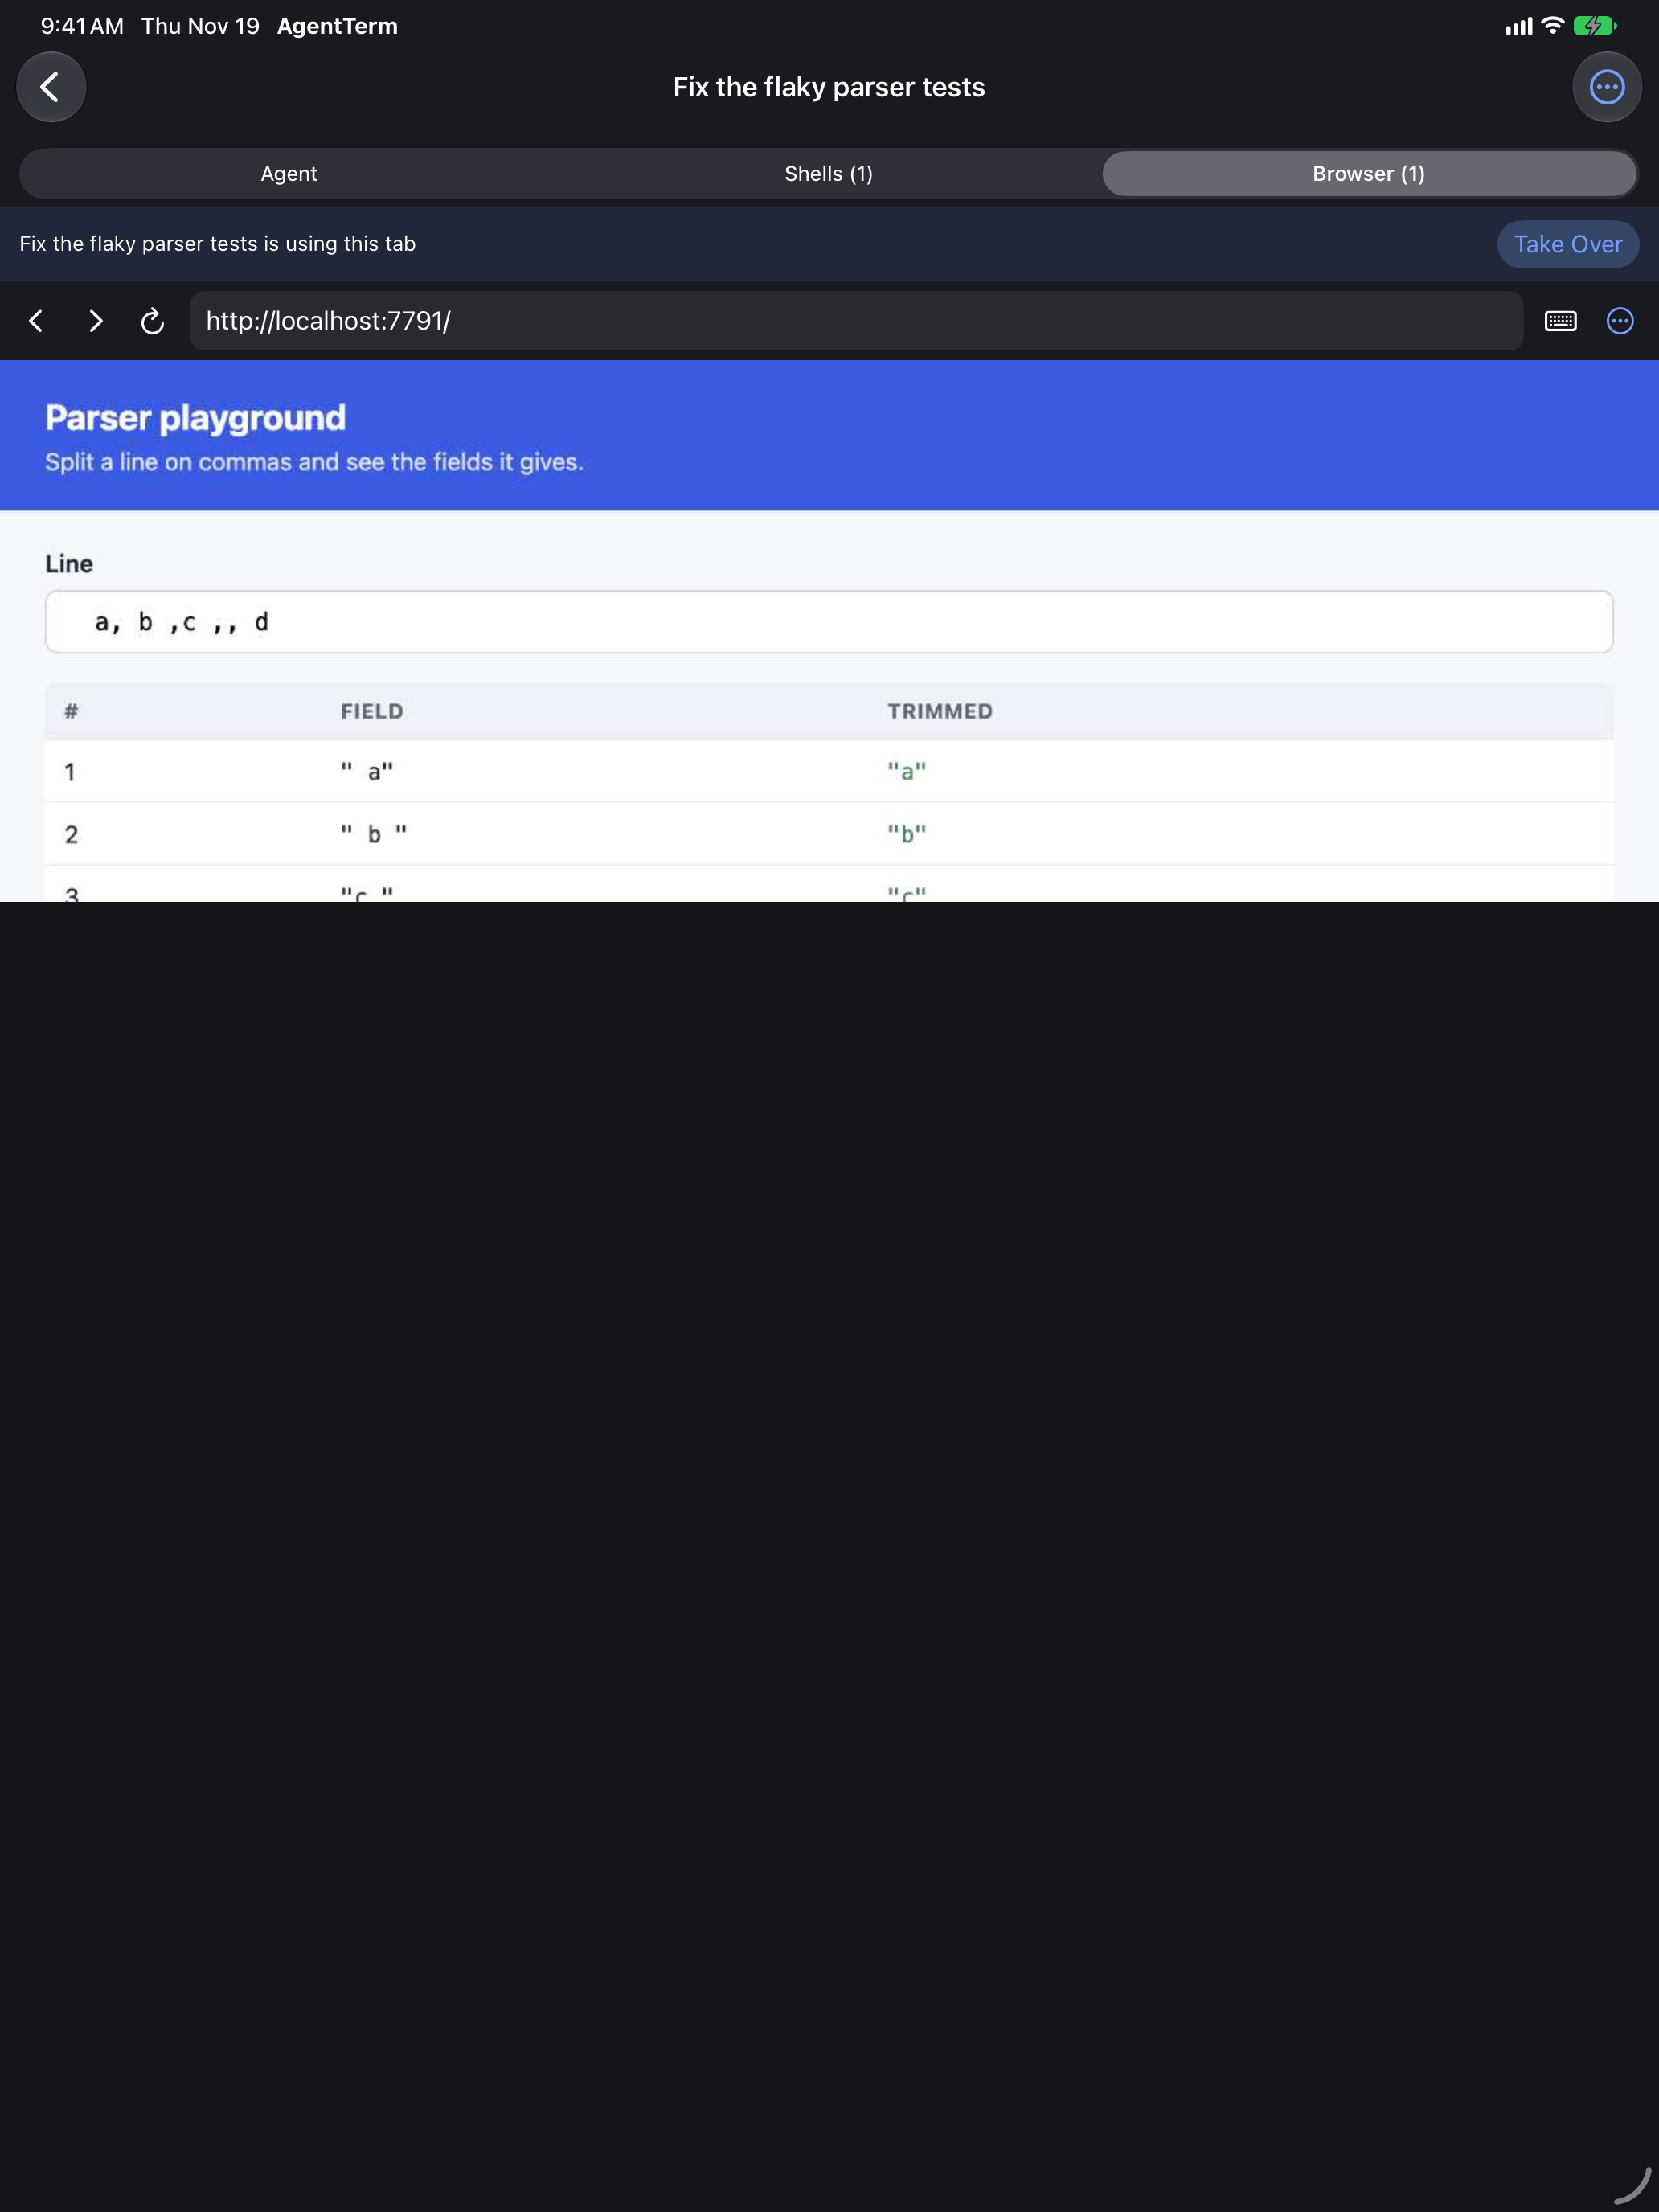 9:41 AM Thu Nov 19 AgentTerm
Fix the flaky parser tests
Agent
Shells (1)
Browser (1)
Fix the flaky parser tests is using this tab
Take Over
http://localhost:7791/
Parser playground
Split a line on commas and see the fields it gives.
Line
a, b ,c ,, d
# FIELD TRIMMED
1 " a" "a"
2 " b " "b"
3 "c " "c"